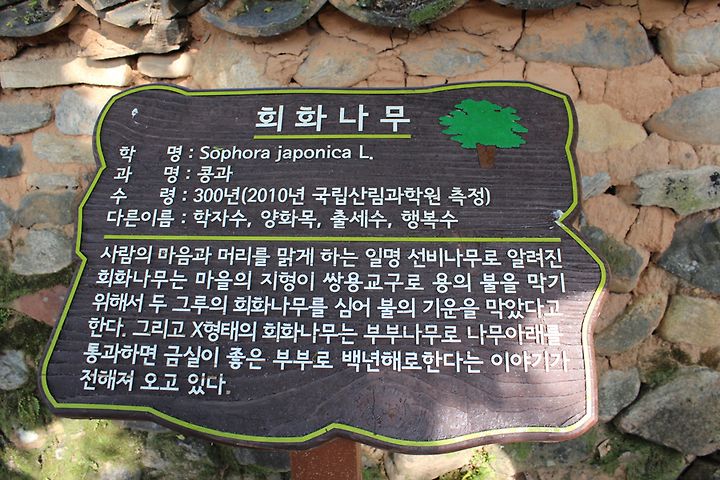 회화나무
학 명 : Sophora japonica L.
과 명 : 콩과
수 령 : 300년(2010년 국립산림과학원 측정)
다른이름 : 학자수, 양화목, 출세수, 행복수
사람의 마음과 머리를 맑게 하는 일명 선비나무로 알려진
회화나무는 마을의 지형이 쌍용교구로 용의 불을 막기
위해서 두 그루의 회화나무를 심어 불의 기운을 막았다고
한다. 그리고 X형태의 회화나무는 부부나무로 나무아래를
통과하면 금실이 좋은 부부로 백년해로한다는 이야기가
전해져 오고 있다.